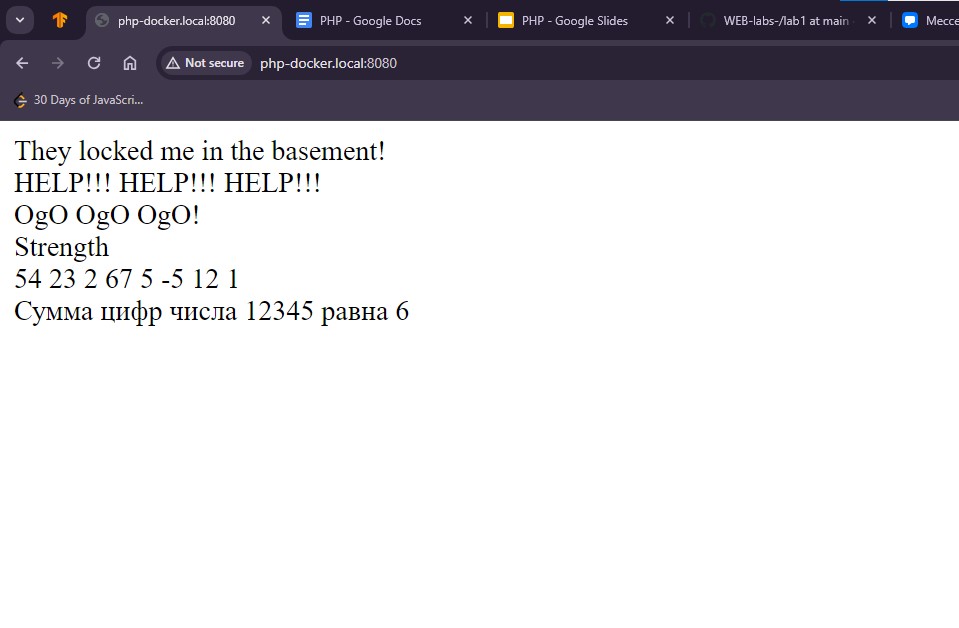 php-docker.local:8080
PHP - Google Docs
PHP - Google Slides
WEB-labs-/lab1 at main
Мессе
Not secure
php-docker.local:8080
30 Days of JavaScri...
They locked me in the basement!
HELP!!! HELP!!! HELP!!!
OgO OgO OgO!
Strength
54 23 2 67 5 -5 12 1
Сумма цифр числа 12345 равна 6